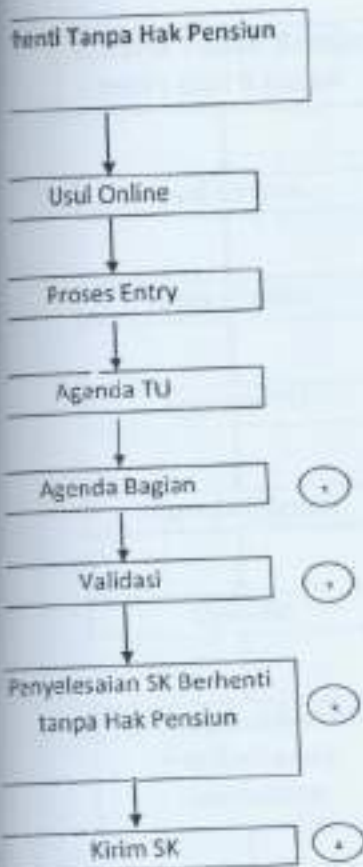 henti Tanpa Hak Pensiun
Usul Online
Proses Entry
Agenda TU
Agenda Bagian
Validasi
Penyelesaian SK Berhenti
tanpa Hak Pensiun
Kirim SK